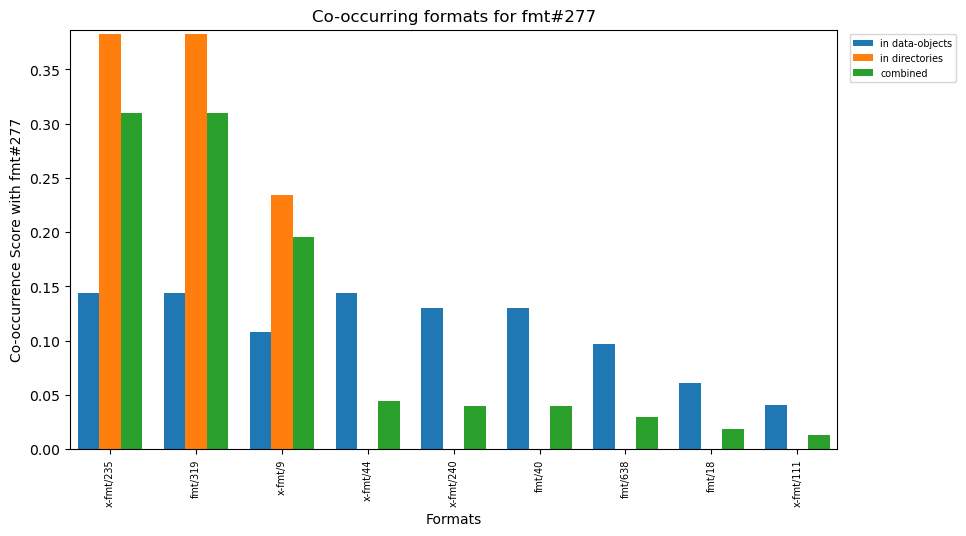 Co-occurring formats for fmt#277
in data-objects
in directories
combined
Co-occurrence Score with fmt#277
0.35
0.30
0.25
0.20
0.15
0.10
0.05
0.00
x-fmt/235
fmt/319
x-fmt/9
x-fmt/44
x-fmt/240
fmt/40
fmt/638
fmt/18
x-fmt/111
Formats